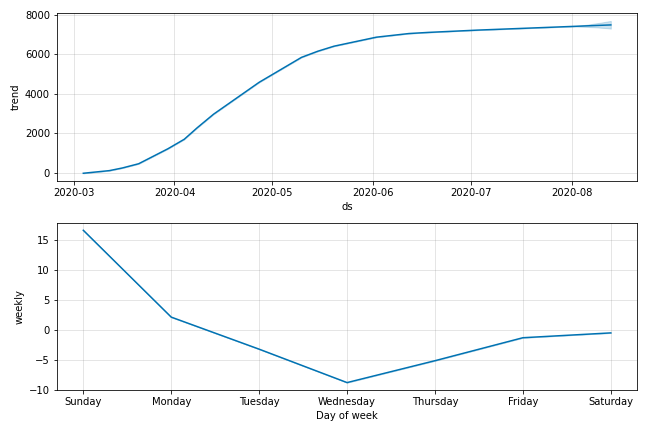 8000
6000
4000
2000
0
trend
2020-03 2020-04 2020-05 2020-06 2020-07 2020-08
ds
15
10
5
0
−5
−10
weekly
Sunday Monday Tuesday Wednesday Thursday Friday Saturday
Day of week